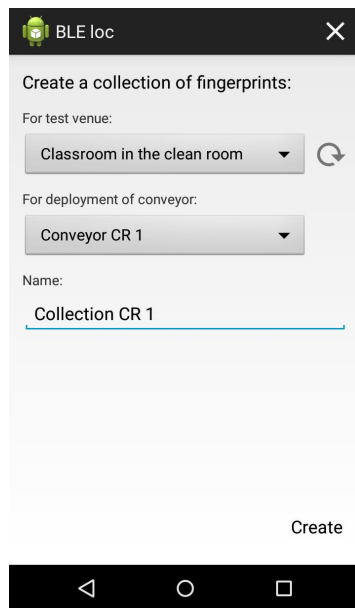 BLE loc
Create a collection of fingerprints:
For test venue:
Classroom in the clean room
For deployment of conveyor:
Conveyor CR 1
Name:
Collection CR 1
Create